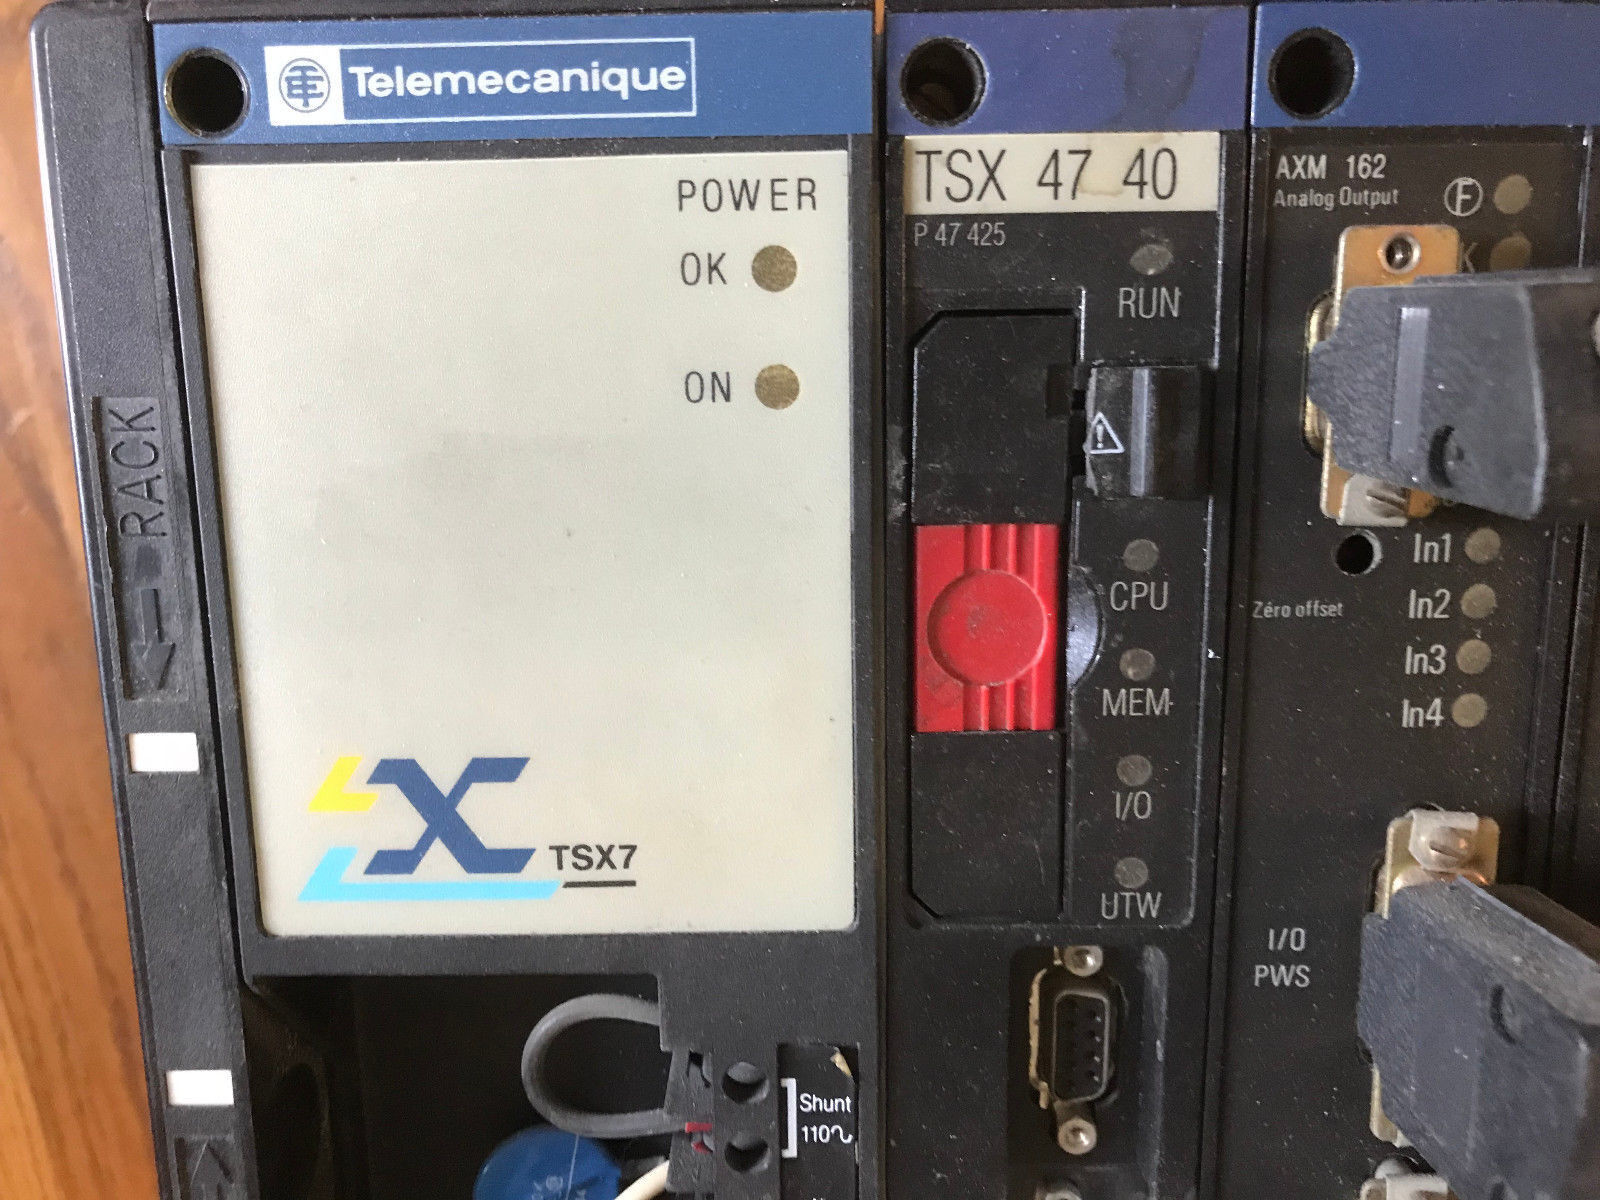 Telemecanique
POWER
OK
ON
RACK
TSX7
Shunt
110∿
TSX 47 40
P 47 425
RUN
CPU
MEM
I/O
UTW
AXM 162
Analog Output
F
In1
In2
In3
In4
Zéro offset
I/O
PWS